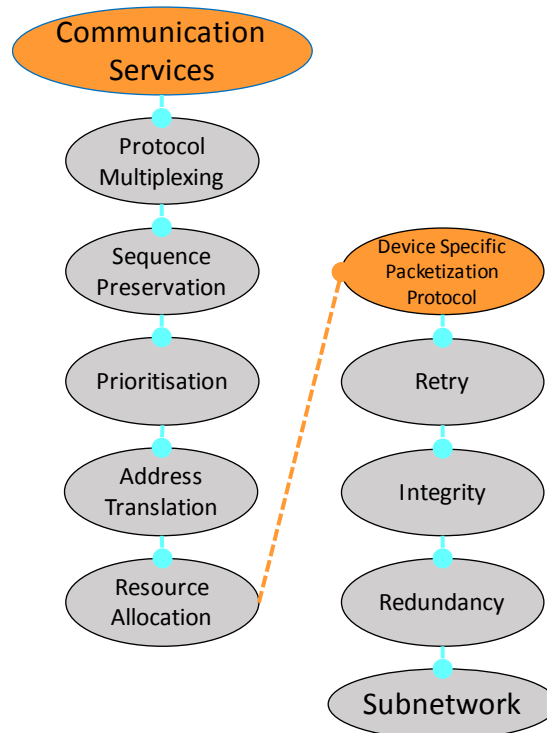 Communication
Services
Protocol
Multiplexing
Sequence
Preservation
Prioritisation
Address
Translation
Resource
Allocation
Device Specific
Packetization
Protocol
Retry
Integrity
Redundancy
Subnetwork